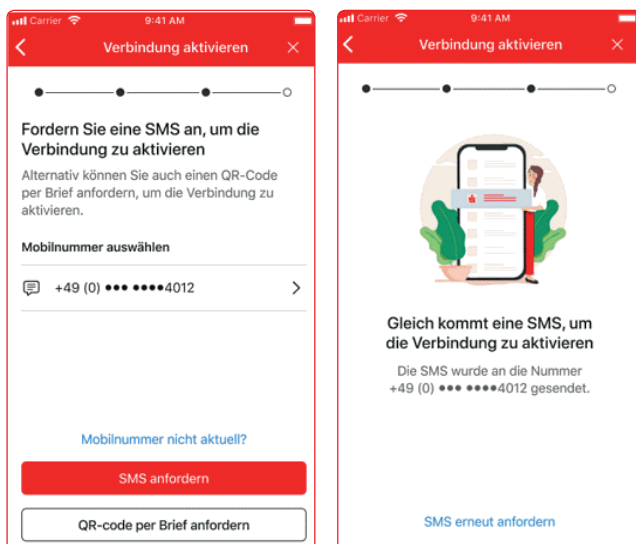 Carrier 9:41 AM
Verbindung aktivieren
Fordern Sie eine SMS an, um die
Verbindung zu aktivieren
Alternativ können Sie auch einen QR-Code
per Brief anfordern, um die Verbindung zu
aktivieren.
Mobilnummer auswählen
+49 (0) ●●● ●●●●4012
Mobilnummer nicht aktuell?
SMS anfordern
QR-code per Brief anfordern
Carrier 9:41 AM
Verbindung aktivieren
Gleich kommt eine SMS, um
die Verbindung zu aktivieren
Die SMS wurde an die Nummer
+49 (0) ●●● ●●●●4012 gesendet.
SMS erneut anfordern